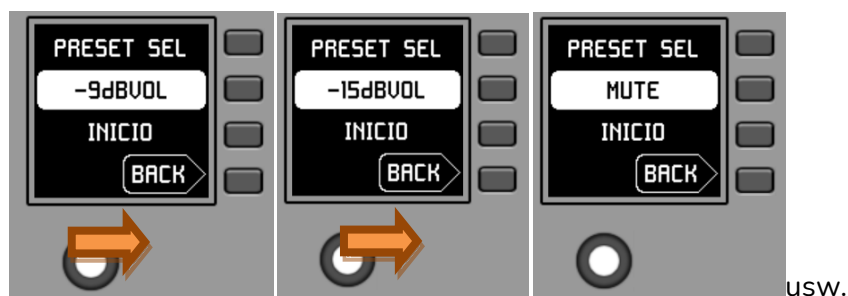 PRESET SEL
-9dBVOL
INICIO
BACK
PRESET SEL
-15dBVOL
INICIO
BACK
PRESET SEL
MUTE
INICIO
BACK
usw.